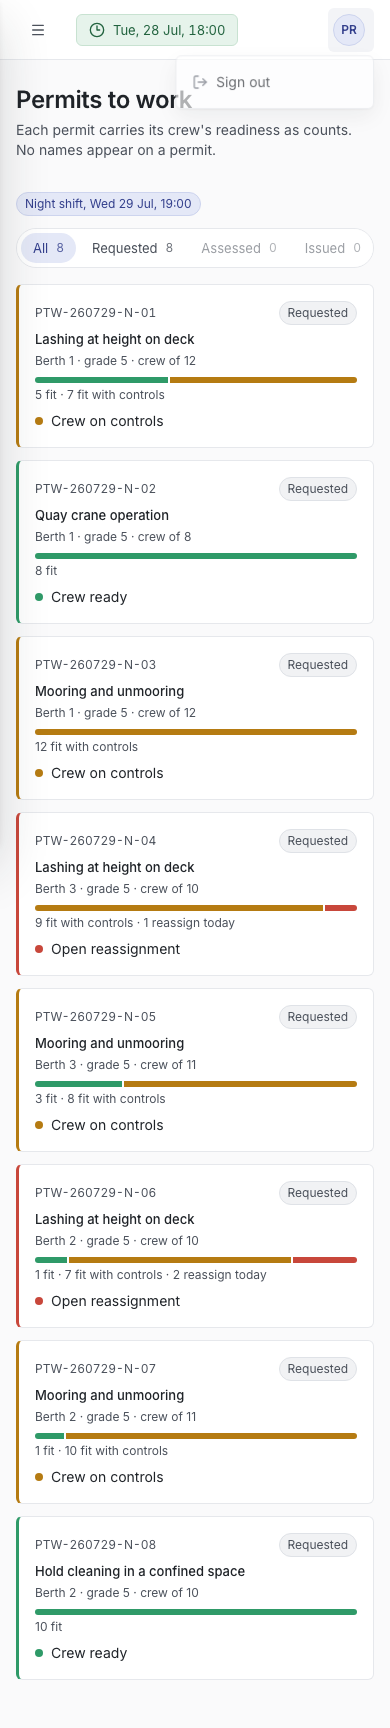 Tue, 28 Jul, 18:00
PR
Sign out
Permits to work
Each permit carries its crew's readiness as counts.
No names appear on a permit.
Night shift, Wed 29 Jul, 19:00
All 8 Requested 8 Assessed 0 Issued 0
PTW-260729-N-01 Requested
Lashing at height on deck
Berth 1 · grade 5 · crew of 12
5 fit · 7 fit with controls
Crew on controls
PTW-260729-N-02 Requested
Quay crane operation
Berth 1 · grade 5 · crew of 8
8 fit
Crew ready
PTW-260729-N-03 Requested
Mooring and unmooring
Berth 1 · grade 5 · crew of 12
12 fit with controls
Crew on controls
PTW-260729-N-04 Requested
Lashing at height on deck
Berth 3 · grade 5 · crew of 10
9 fit with controls · 1 reassign today
Open reassignment
PTW-260729-N-05 Requested
Mooring and unmooring
Berth 3 · grade 5 · crew of 11
3 fit · 8 fit with controls
Crew on controls
PTW-260729-N-06 Requested
Lashing at height on deck
Berth 2 · grade 5 · crew of 10
1 fit · 7 fit with controls · 2 reassign today
Open reassignment
PTW-260729-N-07 Requested
Mooring and unmooring
Berth 2 · grade 5 · crew of 11
1 fit · 10 fit with controls
Crew on controls
PTW-260729-N-08 Requested
Hold cleaning in a confined space
Berth 2 · grade 5 · crew of 10
10 fit
Crew ready